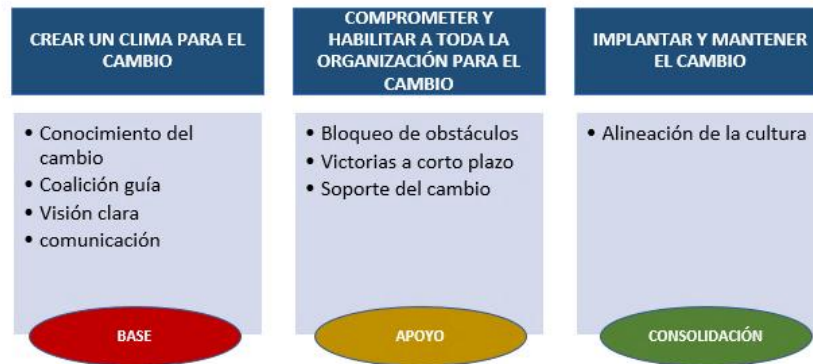 CREAR UN CLIMA PARA EL
CAMBIO
• Conocimiento del
cambio
• Coalición guía
• Visión clara
• comunicación
BASE
COMPROMETER Y
HABILITAR A TODA LA
ORGANIZACIÓN PARA EL
CAMBIO
• Bloqueo de obstáculos
• Victorias a corto plazo
• Soporte del cambio
APOYO
IMPLANTAR Y MANTENER
EL CAMBIO
• Alineación de la cultura
CONSOLIDACIÓN